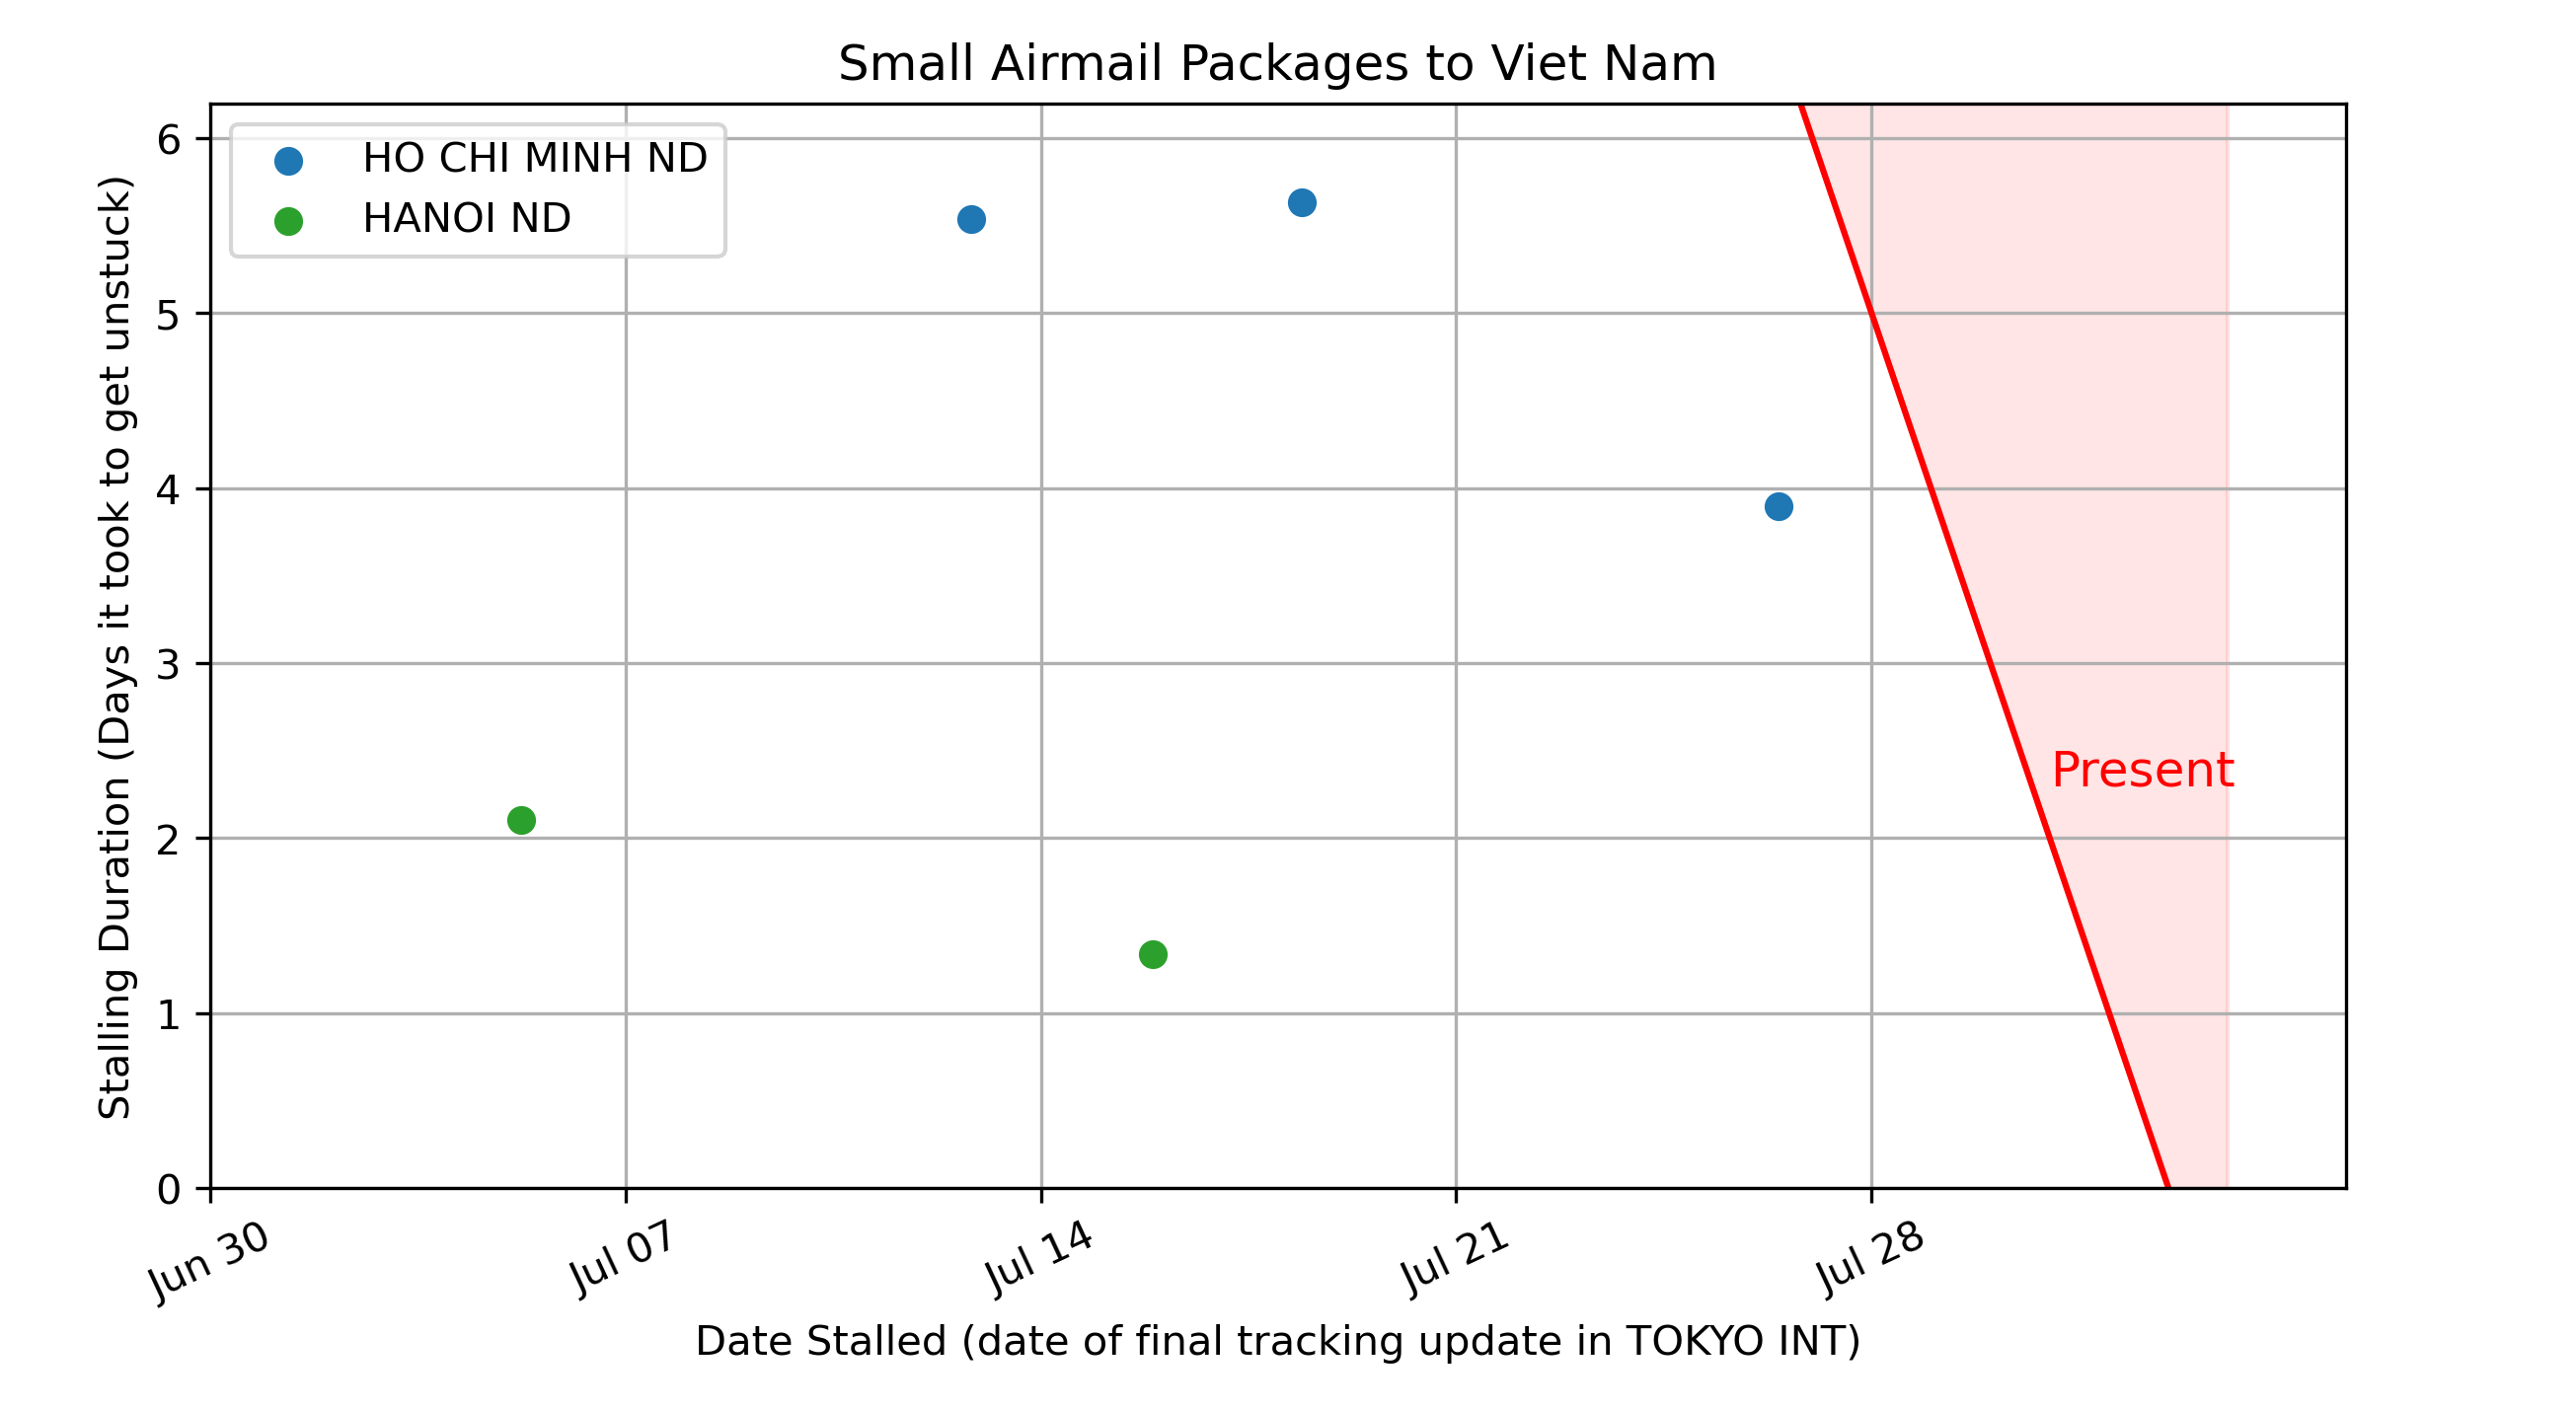 Small Airmail Packages to Viet Nam
HO CHI MINH ND
HANOI ND
Stalling Duration (Days it took to get unstuck)
6
5
4
3
2
1
0
Present
Jun 30
Jul 07
Jul 14
Jul 21
Jul 28
Date Stalled (date of final tracking update in TOKYO INT)